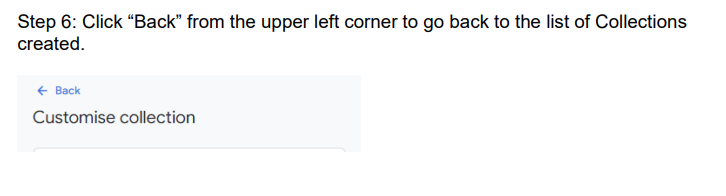 Step 6: Click “Back” from the upper left corner to go back to the list of Collections
created.
← Back
Customise collection